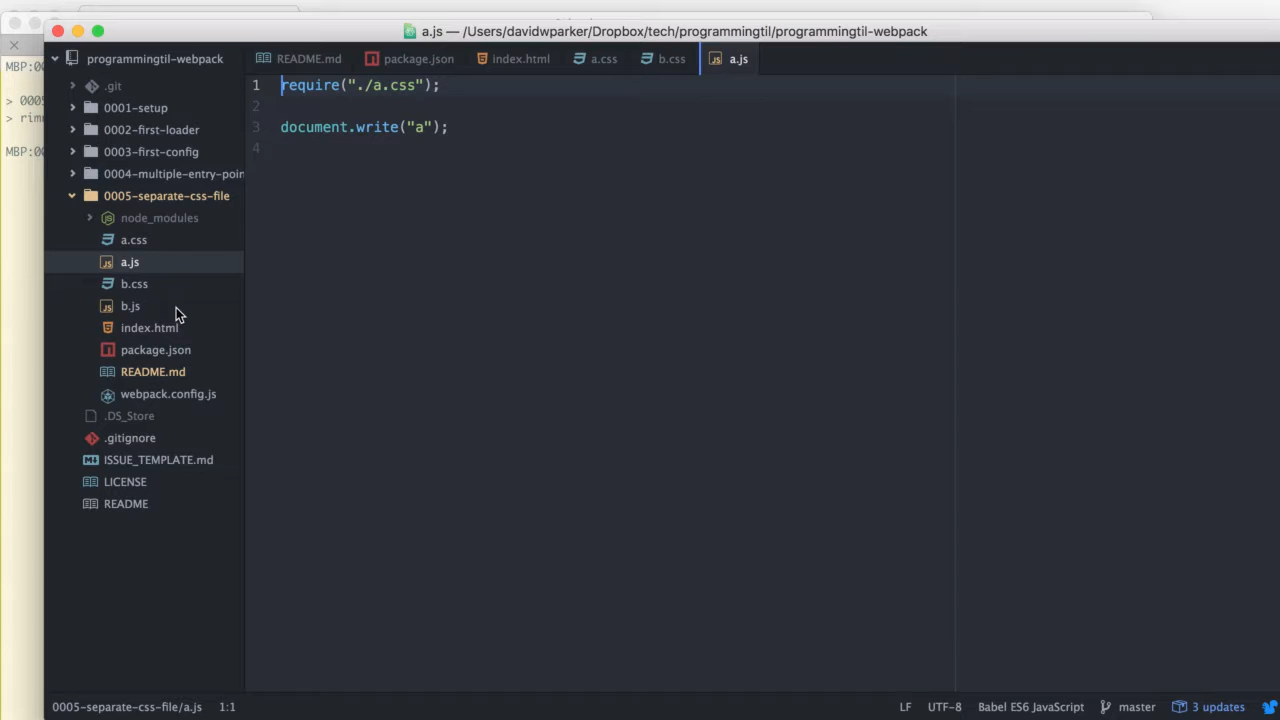 a.js — /Users/davidwparker/Dropbox/tech/programmingtil/programmingtil-webpack
programmingtil-webpack
README.md
package.json
index.html
a.css
b.css
a.js
MBP:00
> 0005
> rimr
MBP:00
.git
0001-setup
0002-first-loader
0003-first-config
0004-multiple-entry-poin
0005-separate-css-file
node_modules
a.css
a.js
b.css
b.js
index.html
package.json
README.md
webpack.config.js
.DS_Store
.gitignore
ISSUE_TEMPLATE.md
LICENSE
README
1 require("./a.css");
2
3 document.write("a");
4
0005-separate-css-file/a.js 1:1
LF UTF-8 Babel ES6 JavaScript master 3 updates